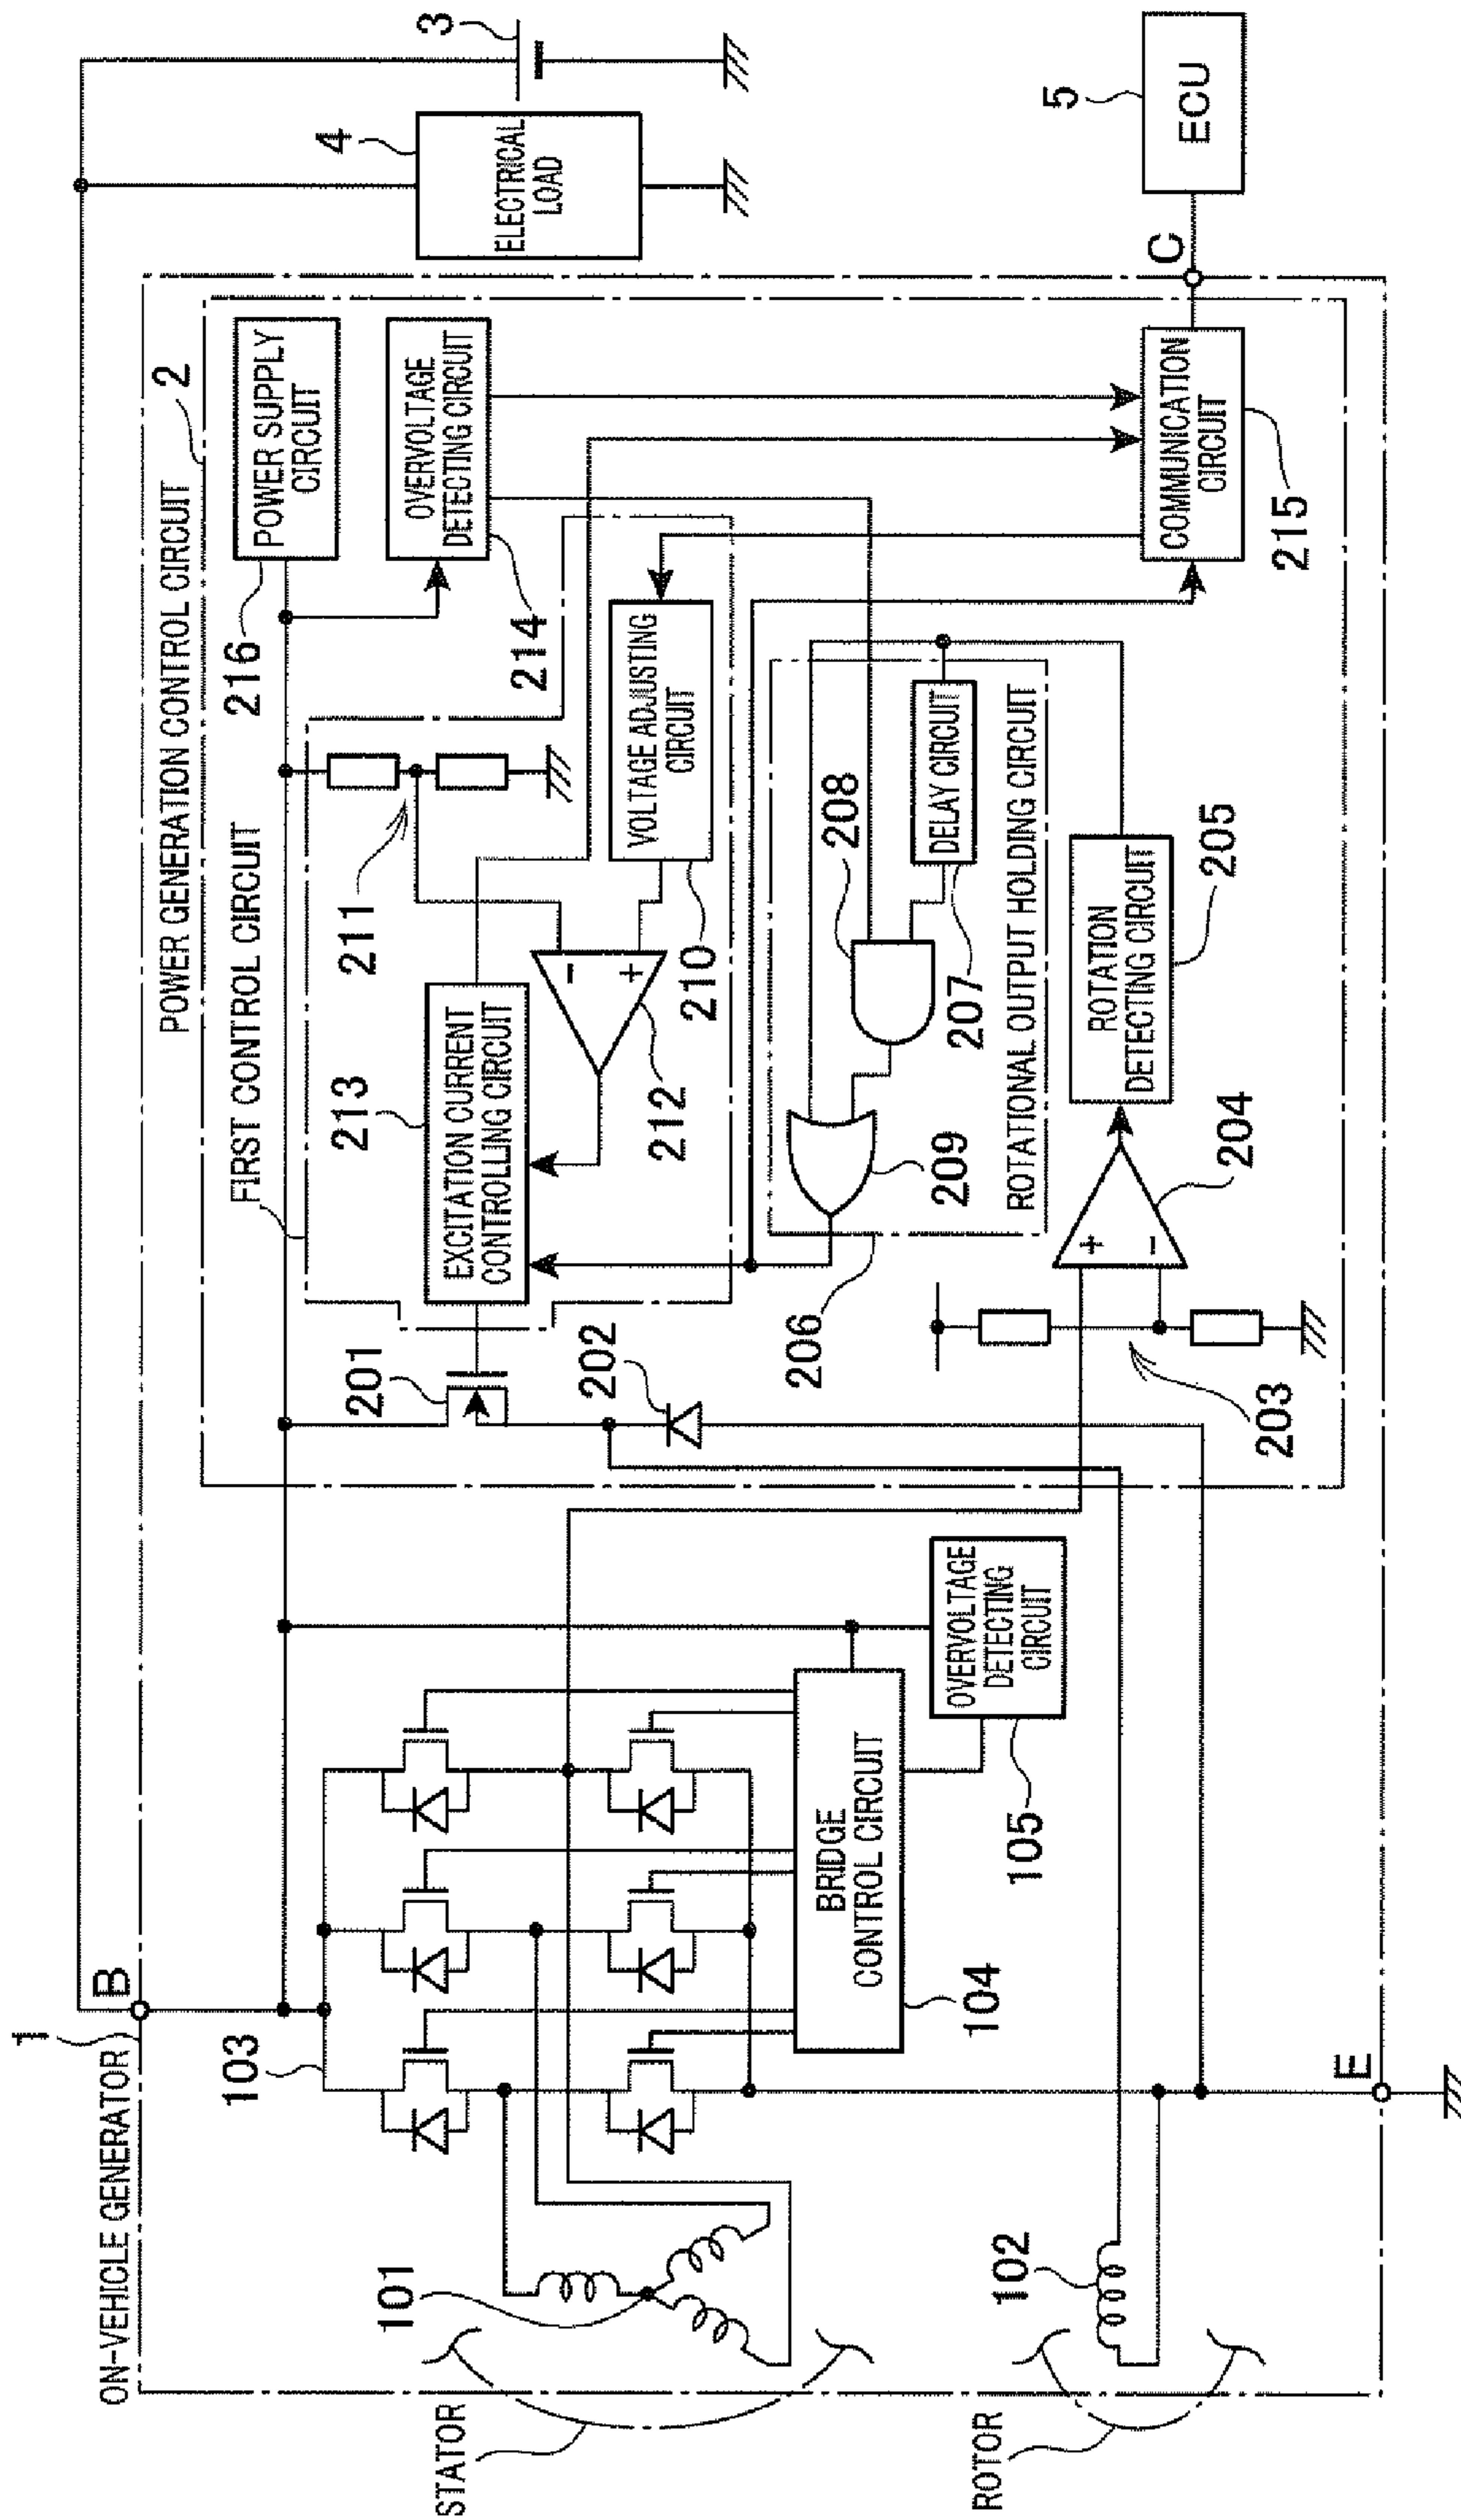 1
ON-VEHICLE GENERATOR
B
103
STATOR
101
ROTOR
102
E
BRIDGE
CONTROL CIRCUIT
104
OVERVOLTAGE
DETECTING
CIRCUIT
105
POWER GENERATION CONTROL CIRCUIT
2
FIRST CONTROL CIRCUIT
201
202
203
213
EXCITATION CURRENT
CONTROLLING CIRCUIT
211
-
+
212
VOLTAGE ADJUSTING
CIRCUIT
210
216
POWER SUPPLY
CIRCUIT
OVERVOLTAGE
DETECTING CIRCUIT
214
206
209
208
DELAY CIRCUIT
207
ROTATIONAL OUTPUT HOLDING CIRCUIT
+
-
204
ROTATION
DETECTING CIRCUIT
205
COMMUNICATION
CIRCUIT
215
C
4
ELECTRICAL
LOAD
3
5
ECU